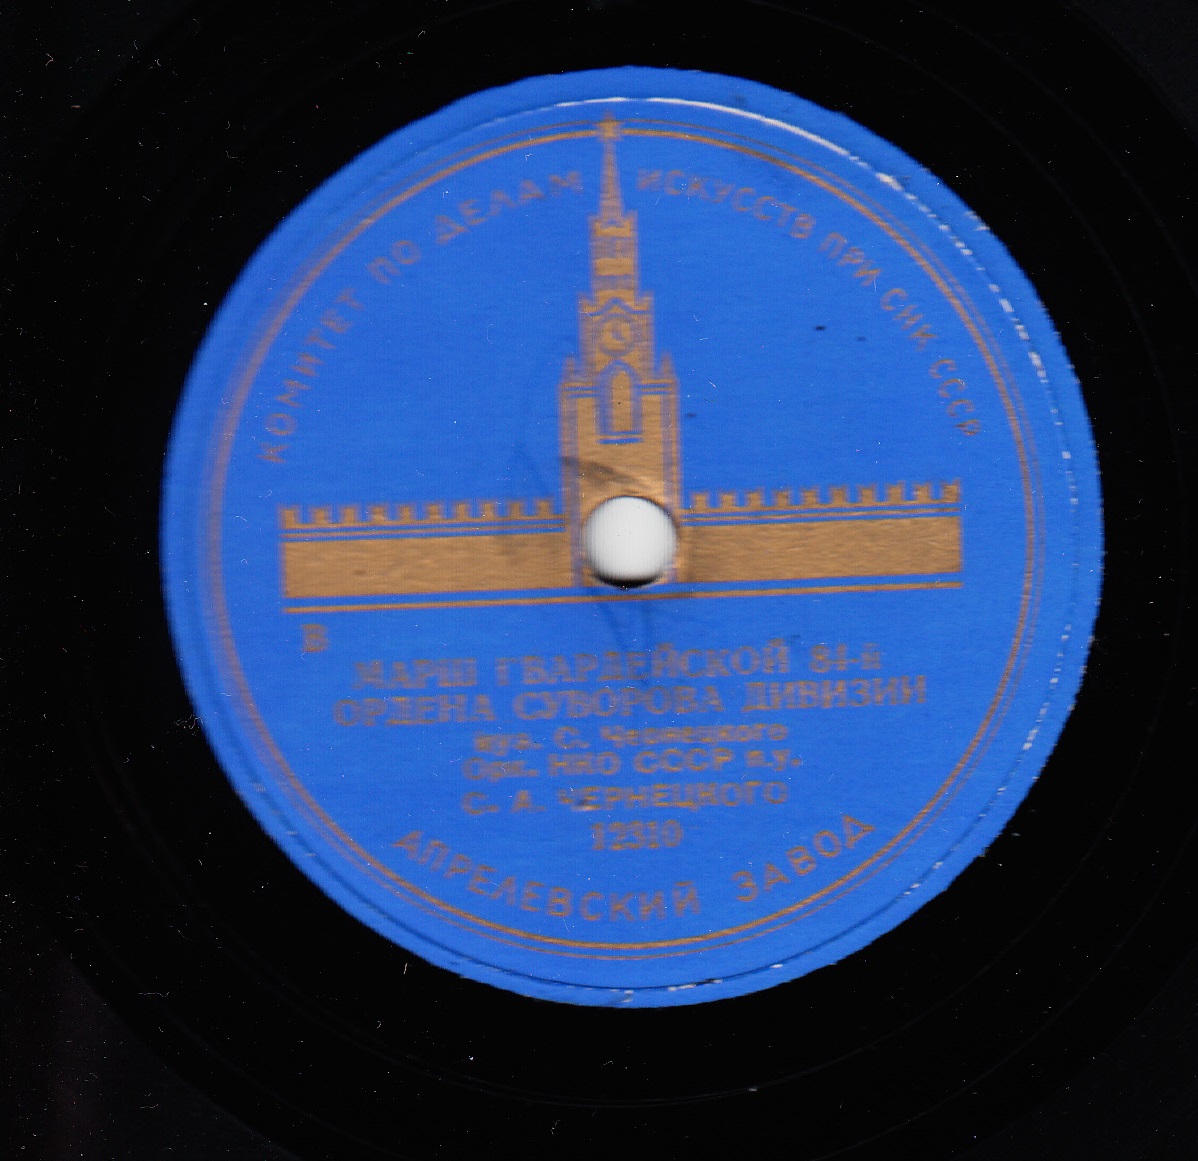 КОМИТЕТ ПО ДЕЛАМ ИСКУССТВ ПРИ СНК СССР
В
МАРШ ГВАРДЕЙСКОЙ 84-й
ОРДЕНА СУВОРОВА ДИВИЗИИ
муз. С. Чернецкого
Орк. НКО СССР п.у.
С. А. ЧЕРНЕЦКОГО
12310
АПРЕЛЕВСКИЙ ЗАВОД